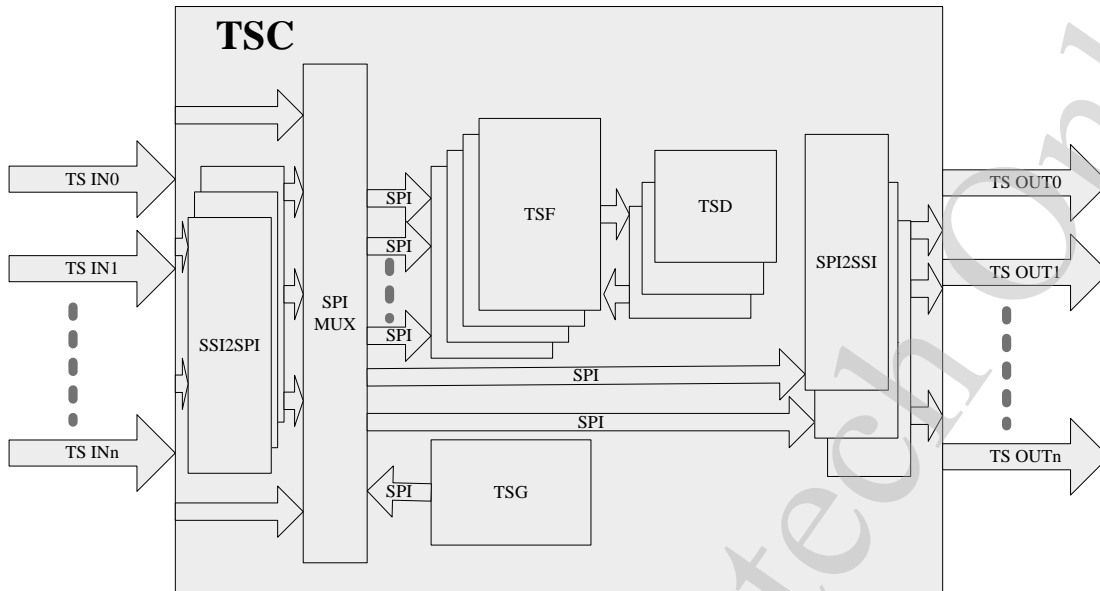 TSC
TS IN0
TS IN1
TS INn
SSI2SPI
SPI
MUX
SPI
SPI
SPI
SPI
SPI
SPI
TSF
TSD
TSG
SPI2SSI
TS OUT0
TS OUT1
TS OUTn